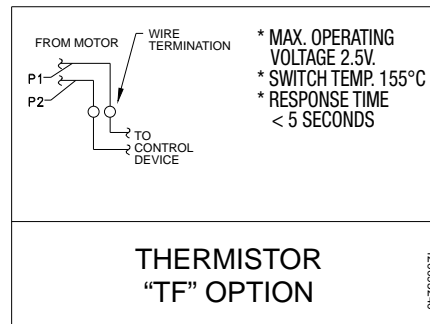 FROM MOTOR
WIRE
TERMINATION
P1
P2
TO
CONTROL
DEVICE
* MAX. OPERATING
VOLTAGE 2.5V.
* SWITCH TEMP. 155°C
* RESPONSE TIME
< 5 SECONDS
THERMISTOR
“TF” OPTION